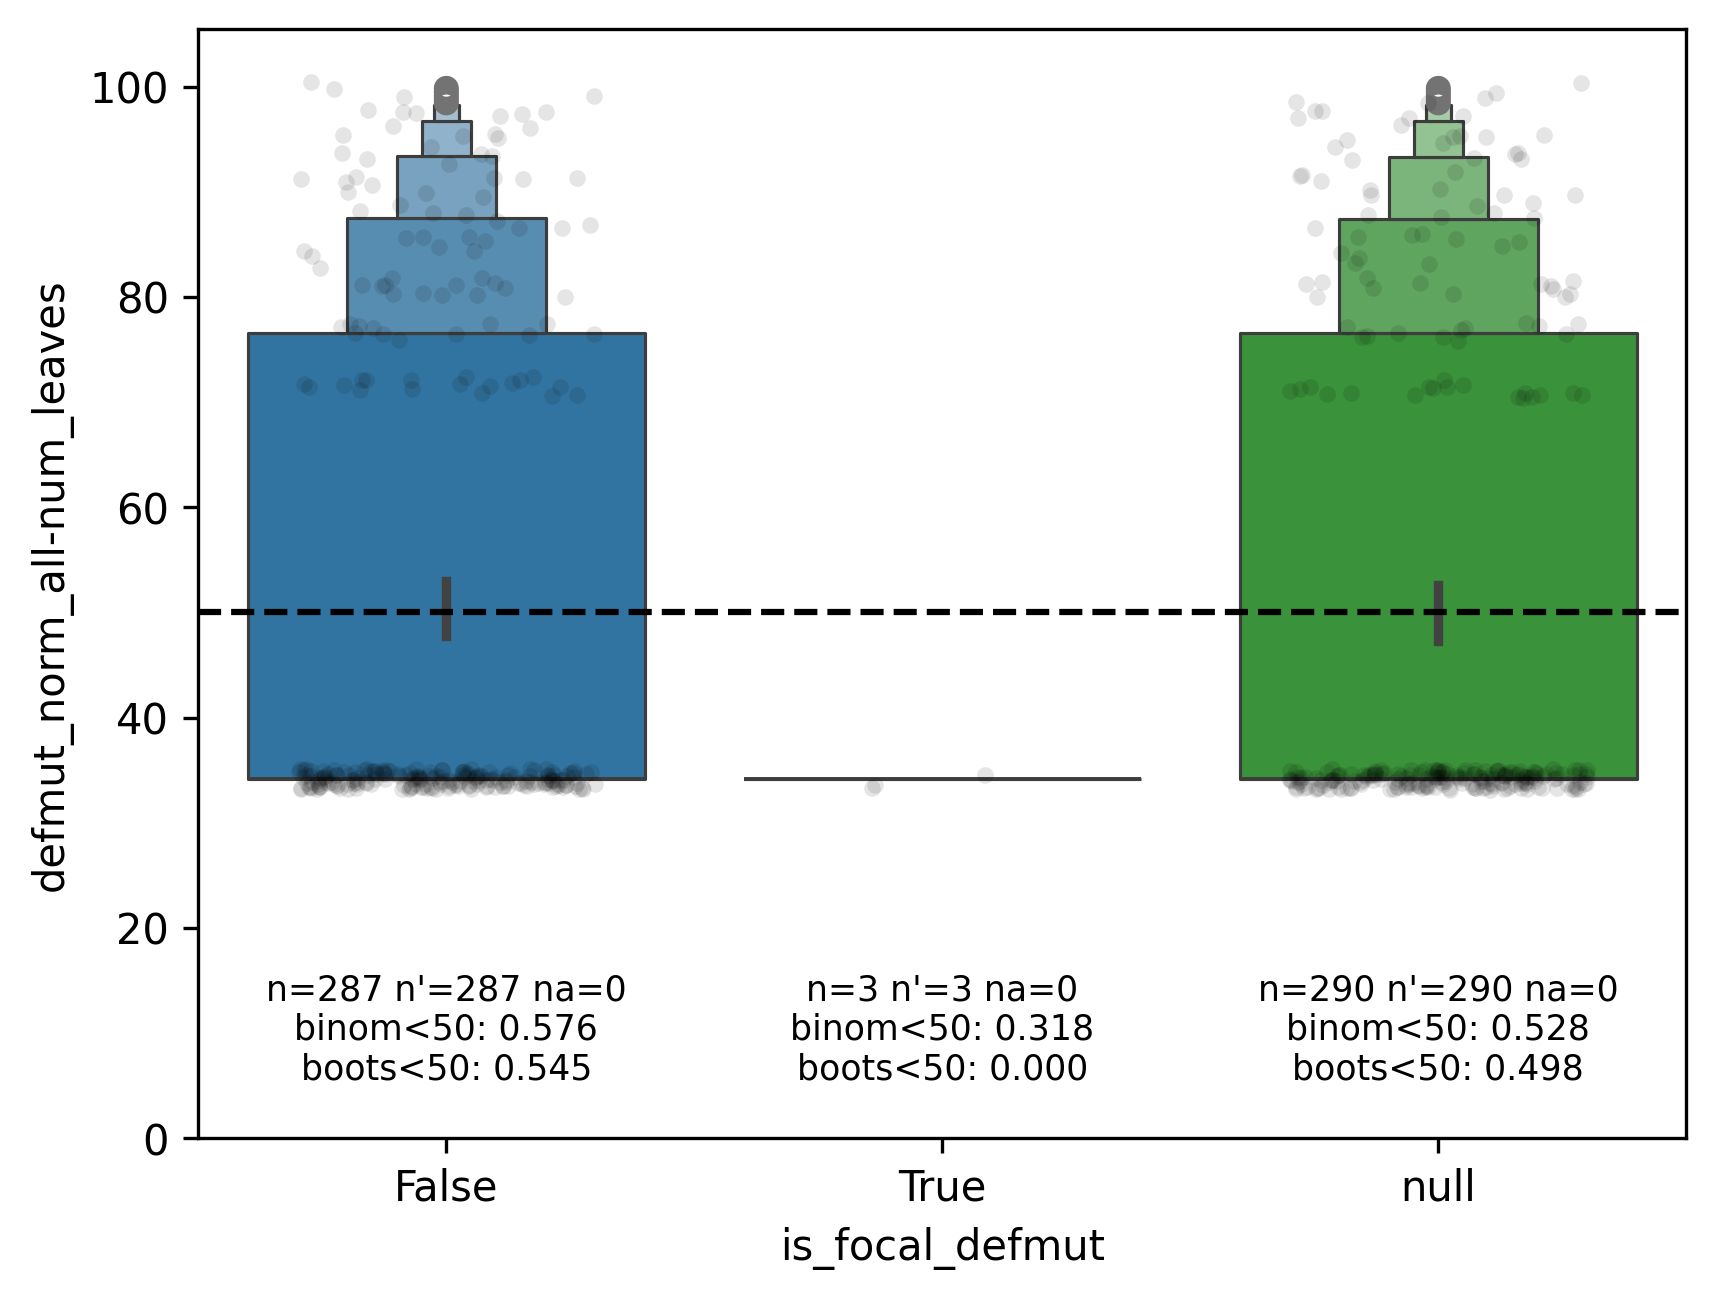 100
80
60
40
20
0
defmut_norm_all-num_leaves
n=287 n'=287 na=0
binom<50: 0.576
boots<50: 0.545
n=3 n'=3 na=0
binom<50: 0.318
boots<50: 0.000
n=290 n'=290 na=0
binom<50: 0.528
boots<50: 0.498
False
True
null
is_focal_defmut